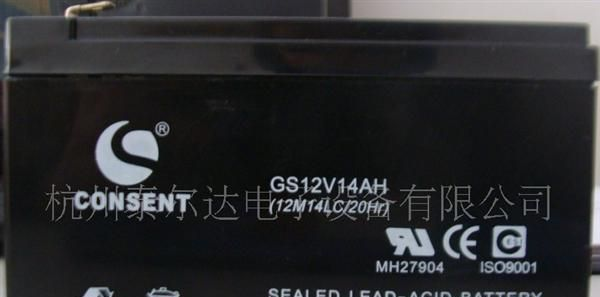 ®
CONSENT
GS12V14AH
(12M14LC/20Hr)
杭州泰尔达电子设备有限公司
MH27904
ISO9001
SEALED LEAD-ACID BATTERY